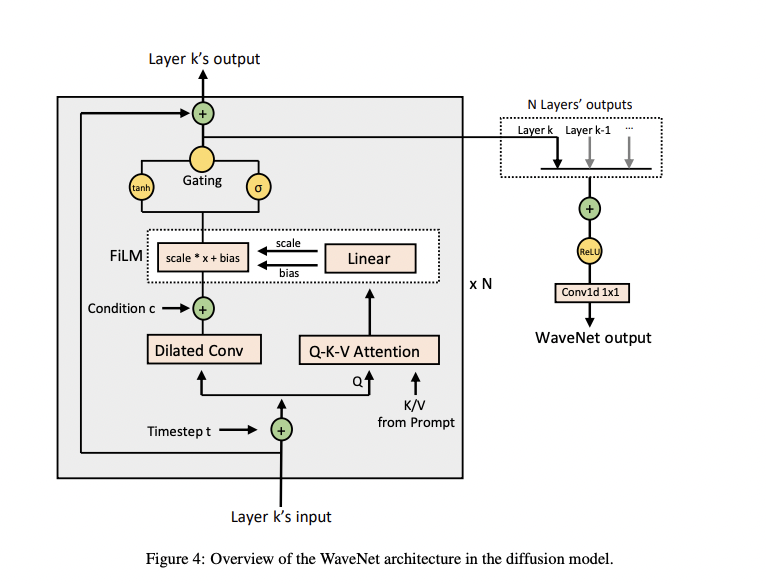 Layer k's output
+
N Layers' outputs
Layer k Layer k-1 ...
tanh
Gating
σ
+
ReLU
FiLM
scale * x + bias
scale
bias
Linear
x N
Conv1d 1x1
WaveNet output
Condition c
+
Dilated Conv
Q-K-V Attention
Q
K/V
from Prompt
Timestep t
+
Layer k's input
Figure 4: Overview of the WaveNet architecture in the diffusion model.